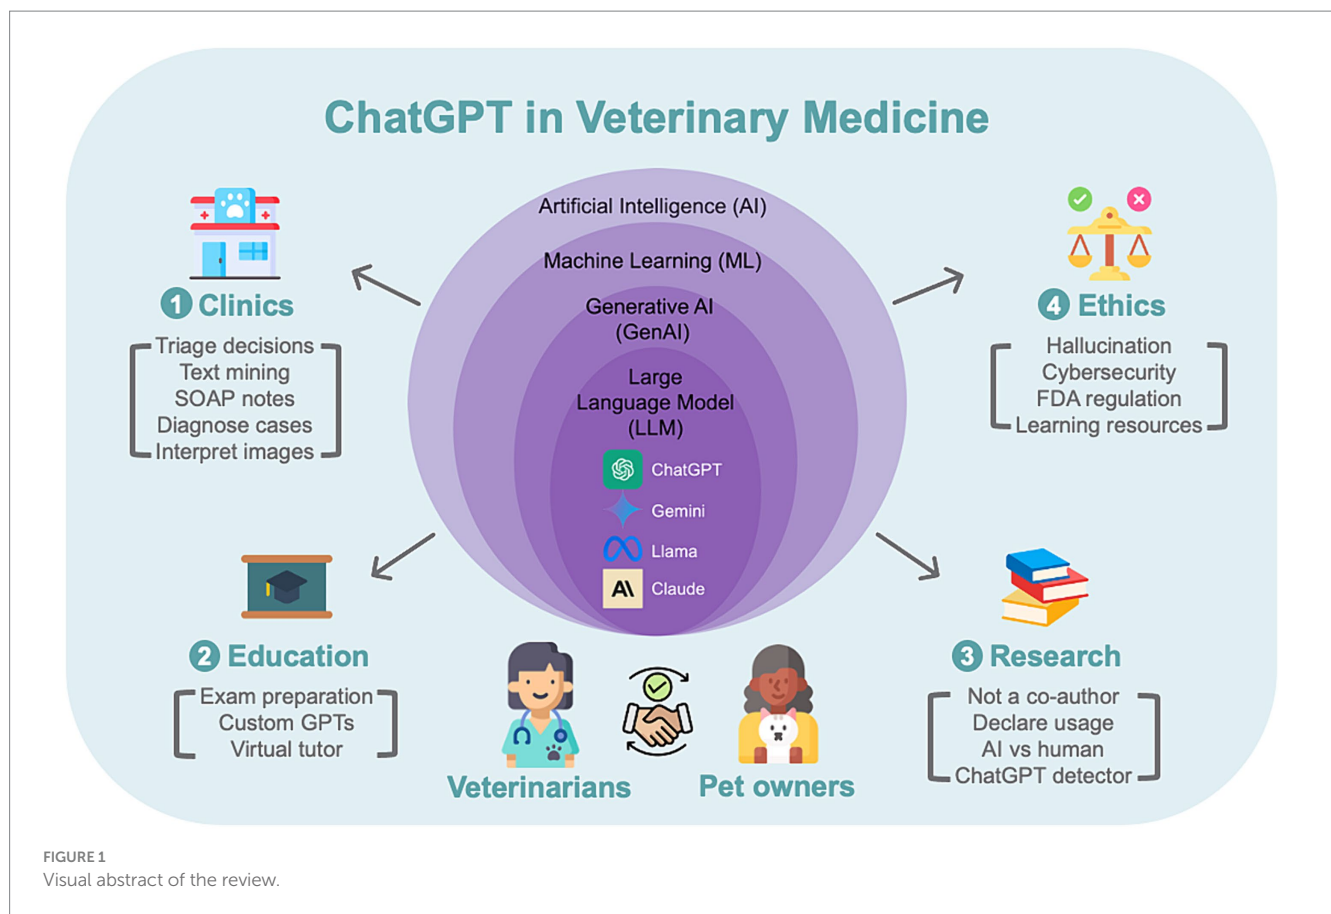 ChatGPT in Veterinary Medicine
Artificial Intelligence (AI)
Machine Learning (ML)
Generative AI
(GenAI)
Large
Language Model
(LLM)
ChatGPT
Gemini
Llama
A\ Claude
1 Clinics
Triage decisions
Text mining
SOAP notes
Diagnose cases
Interpret images
2 Education
Exam preparation
Custom GPTs
Virtual tutor
3 Research
Not a co-author
Declare usage
AI vs human
ChatGPT detector
4 Ethics
Hallucination
Cybersecurity
FDA regulation
Learning resources
Veterinarians
Pet owners
FIGURE 1
Visual abstract of the review.